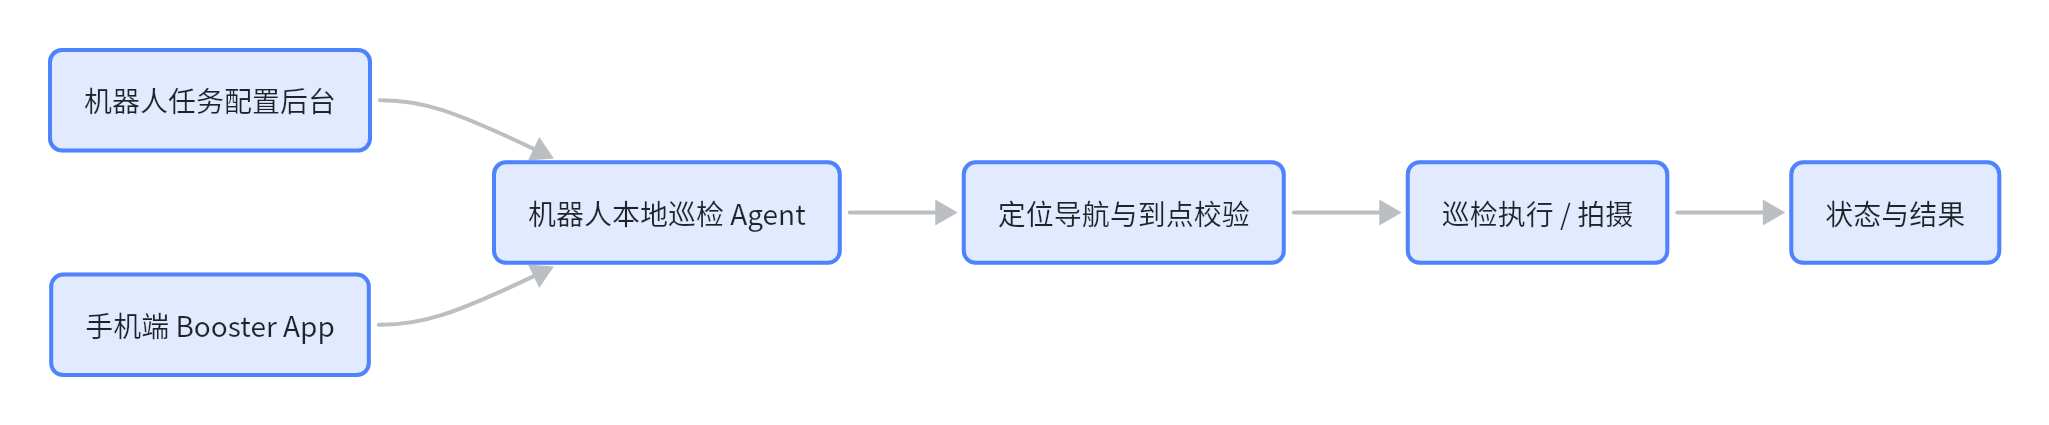 机器人任务配置后台
手机端 Booster App
机器人本地巡检 Agent
定位导航与到点校验
巡检执行 / 拍摄
状态与结果